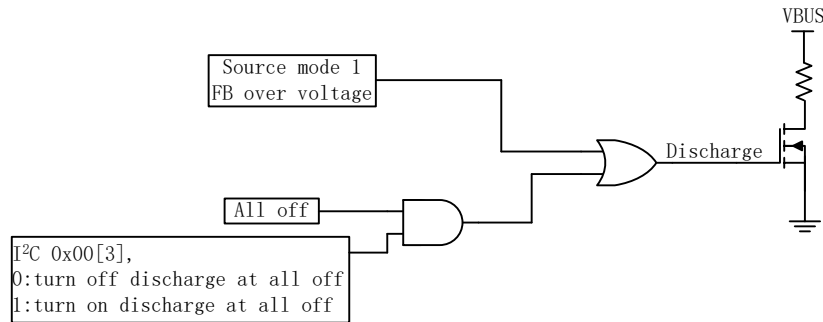 VBUS
Source mode 1
FB over voltage
Discharge
All off
I²C 0x00[3],
0:turn off discharge at all off
1:turn on discharge at all off